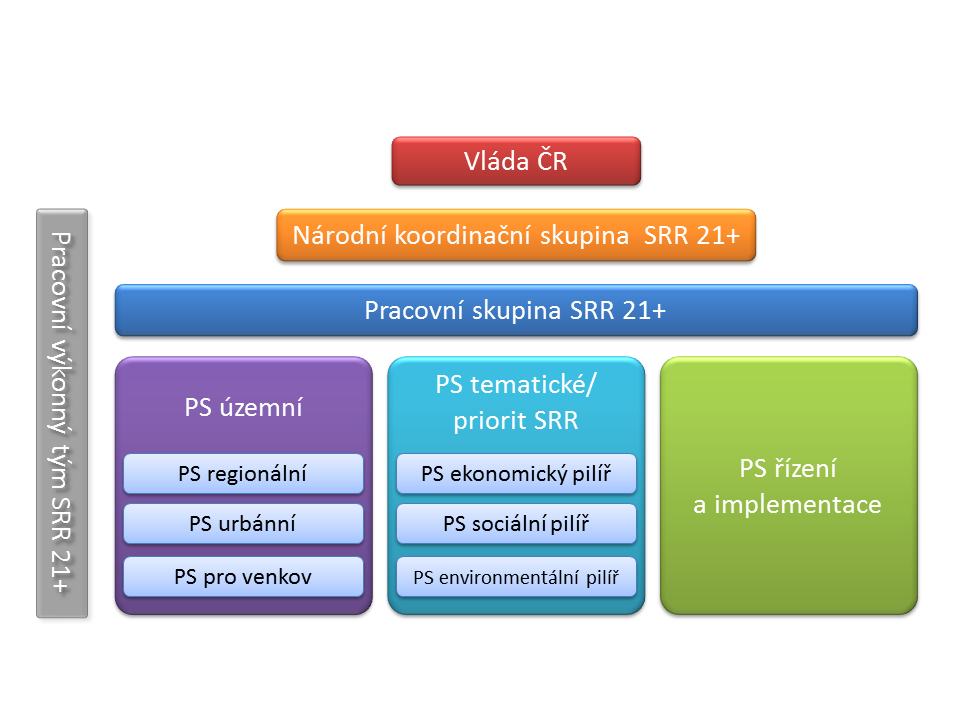 Vláda ČR
Národní koordinační skupina SRR 21+
Pracovní skupina SRR 21+
Pracovní výkonný tým SRR 21+
PS územní
PS regionální
PS urbánní
PS pro venkov
PS tematické/
priorit SRR
PS ekonomický pilíř
PS sociální pilíř
PS environmentální pilíř
PS řízení
a implementace